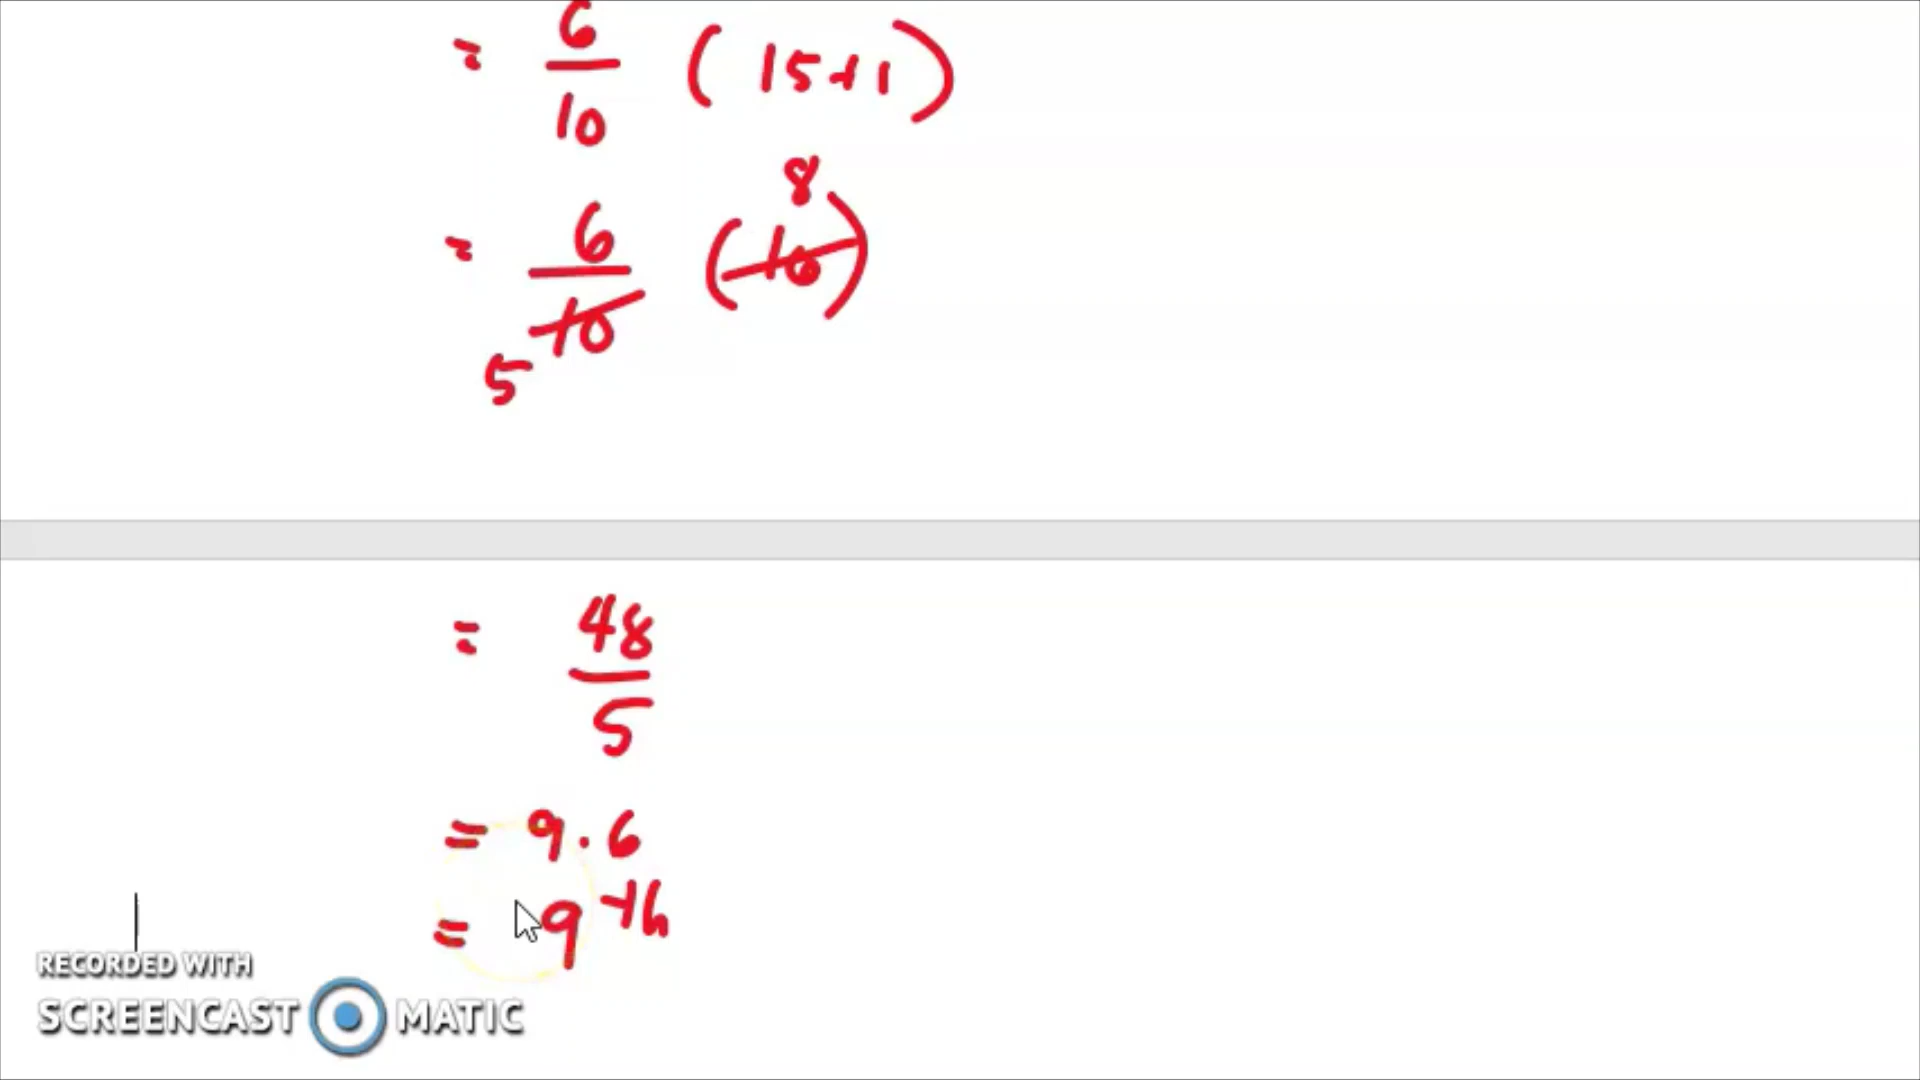 = 6/10 (15+1)
8
= 6/10 (16)
5
= 48/5
= 9.6
= 9th
RECORDED WITH
SCREENCAST MATIC